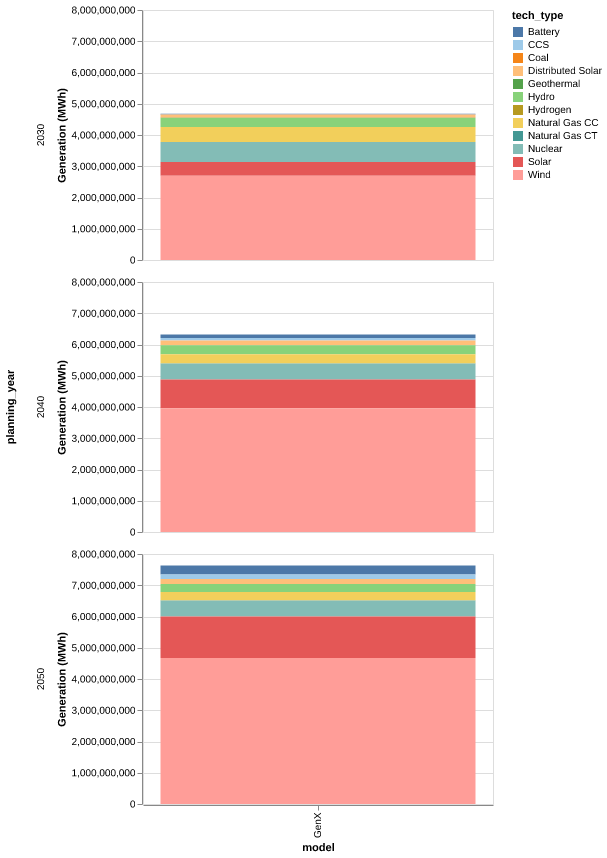 tech_type
Battery
CCS
Coal
Distributed Solar
Geothermal
Hydro
Hydrogen
Natural Gas CC
Natural Gas CT
Nuclear
Solar
Wind
planning_year
2030
Generation (MWh)
8,000,000,000
7,000,000,000
6,000,000,000
5,000,000,000
4,000,000,000
3,000,000,000
2,000,000,000
1,000,000,000
0
2040
Generation (MWh)
8,000,000,000
7,000,000,000
6,000,000,000
5,000,000,000
4,000,000,000
3,000,000,000
2,000,000,000
1,000,000,000
0
2050
Generation (MWh)
8,000,000,000
7,000,000,000
6,000,000,000
5,000,000,000
4,000,000,000
3,000,000,000
2,000,000,000
1,000,000,000
0
GenX
model